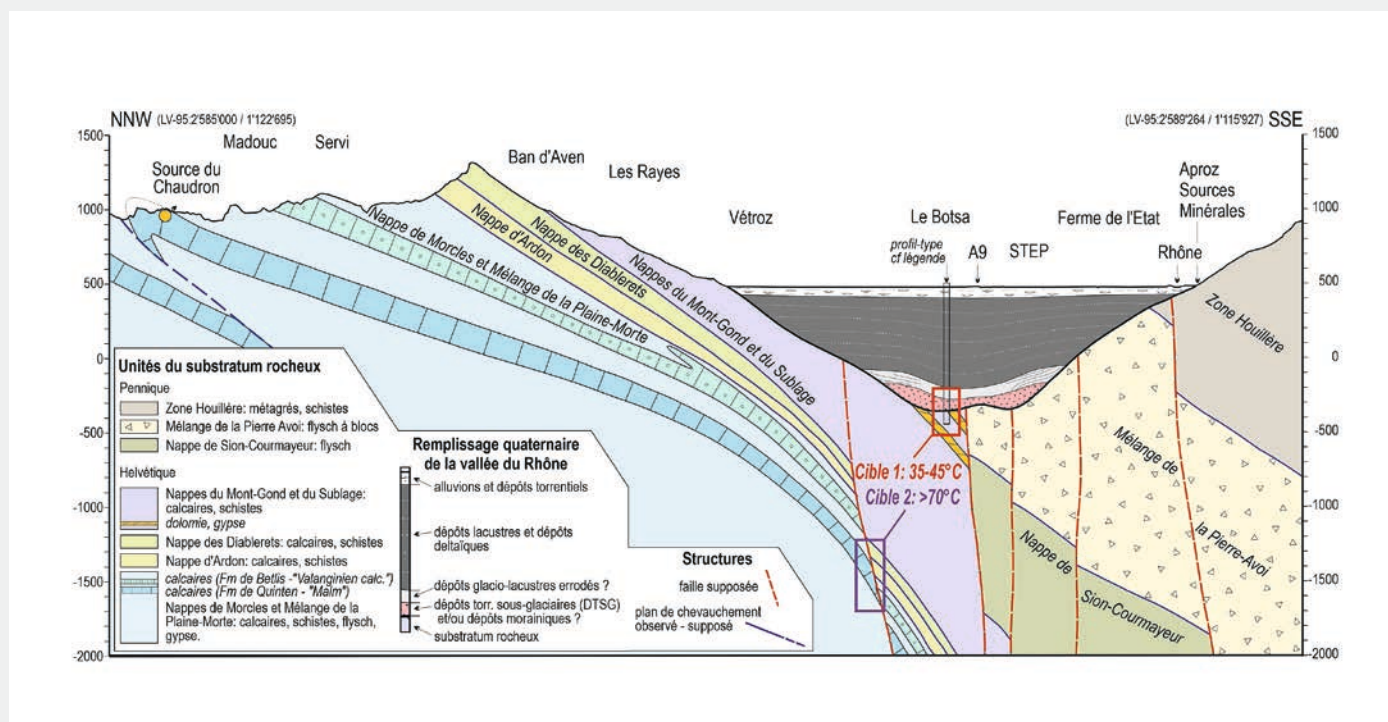 NNW (LV-95:2'585'000 / 1'122'695)
(LV-95:2'589'264 / 1'115'927) SSE
1500
1500
Madouc
Servi
Source du
Chaudron
Ban d'Aven
Les Rayes
Aproz
Sources
Minérales
Vétroz
Le Botsa
Ferme de l'Etat
profil-type
cf légende
A9
STEP
Rhône
1000
1000
500
500
0
0
-500
-500
-1000
-1000
-1500
-1500
-2000
-2000
Nappe de Morcles et Mélange de la Plaine-Morte
Nappe d'Ardon
Nappe des Diablerets
Nappes du Mont-Gond et du Sublage
Zone Houillère
Mélange de
la Pierre-Avoi
Nappe de
Sion-Courmayeur
Cible 1: 35-45°C
Cible 2: >70°C
Unités du substratum rocheux
Pennique
Zone Houillère: métagrés, schistes
Mélange de la Pierre Avoi: flysch à blocs
Nappe de Sion-Courmayeur: flysch
Helvétique
Nappes du Mont-Gond et du Sublage:
calcaires, schistes
dolomie, gypse
Nappe des Diablerets: calcaires, schistes
Nappe d'Ardon: calcaires, schistes
calcaires (Fm de Betlis -"Valanginien calc.")
calcaires (Fm de Quinten - "Malm")
Nappes de Morcles et Mélange de la
Plaine-Morte: calcaires, schistes, flysch,
gypse.
Remplissage quaternaire
de la vallée du Rhône
alluvions et dépôts torrentiels
dépôts lacustres et dépôts
deltaïques
dépôts glacio-lacustres errodés ?
dépôts torr. sous-glaciaires (DTSG)
et/ou dépôts morainiques ?
substratum rocheux
Structures
faille supposée
plan de chevauchement
observé - supposé